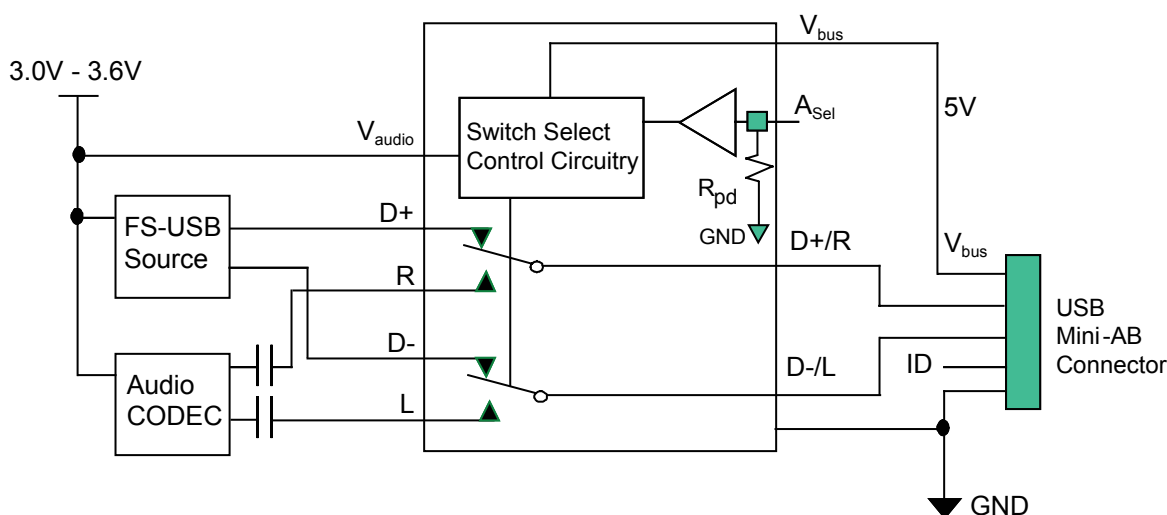 3.0V - 3.6V
Vbus
ASel
5V
Vaudio
Switch Select
Control Circuitry
Rpd
GND
FS-USB
Source
D+
D+/R
Vbus
R
USB
Mini-AB
Connector
D-
D-/L
ID
Audio
CODEC
L
GND